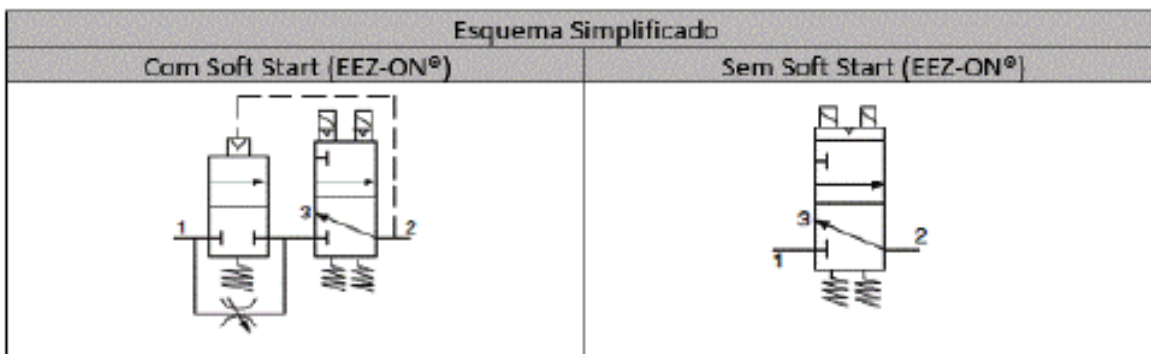 Esquema Simplificado
Com Soft Start (EEZ-ON®)
Sem Soft Start (EEZ-ON®)
1
3
2
3
2
1